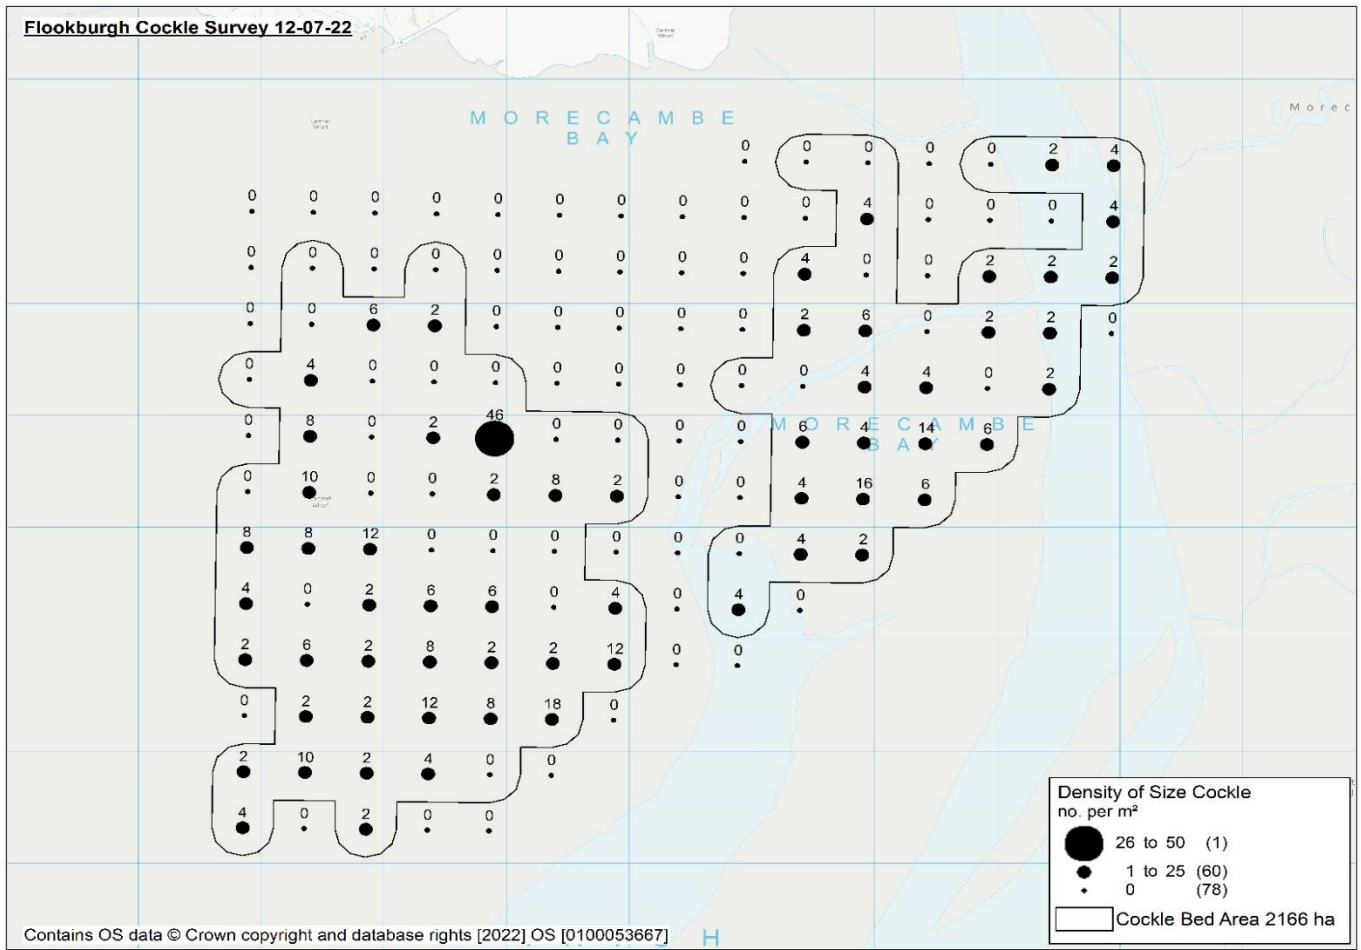 Flookburgh Cockle Survey 12-07-22
Morec
MORECAMBE
BAY
0 0 0 0 0 2 4
0 0 0 0 0 0 0 0 0 0 4 0 0 0 4
0 0 0 0 0 0 0 0 0 4 0 0 2 2 2
0 0 6 2 0 0 0 0 0 2 6 0 2 2 0
0 4 0 0 0 0 0 0 0 0 4 4 0 2
MORECAMBE
BAY
0 8 0 2 46 0 0 0 0 6 4 14 6
0 10 0 0 2 8 2 0 0 4 16 6
8 8 12 0 0 0 0 0 0 4 2
4 0 2 6 6 0 4 0 4 0
2 6 2 8 2 2 12 0 0
0 2 2 12 8 18 0
2 10 2 4 0 0
4 0 2 0 0
Density of Size Cockle
no. per m²
26 to 50 (1)
1 to 25 (60)
0 (78)
Cockle Bed Area 2166 ha
Contains OS data © Crown copyright and database rights [2022] OS [0100053667]
H